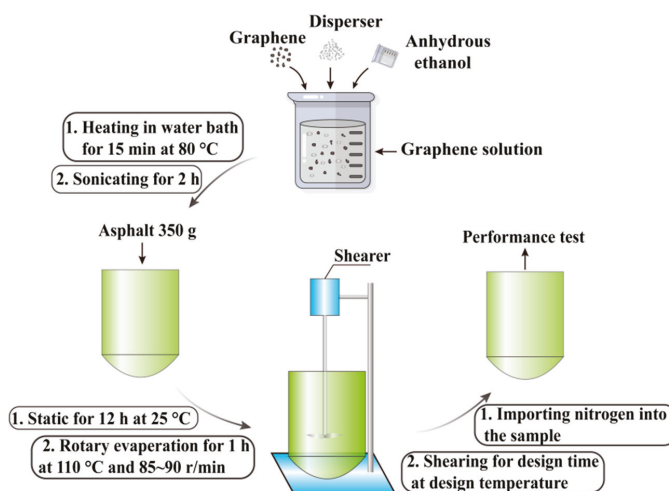 Disperser
Graphene
Anhydrous
ethanol
1. Heating in water bath
for 15 min at 80 °C
2. Sonicating for 2 h
Graphene solution
Asphalt 350 g
Shearer
Performance test
1. Static for 12 h at 25 °C
2. Rotary evaperation for 1 h
at 110 °C and 85~90 r/min
1. Importing nitrogen into
the sample
2. Shearing for design time
at design temperature